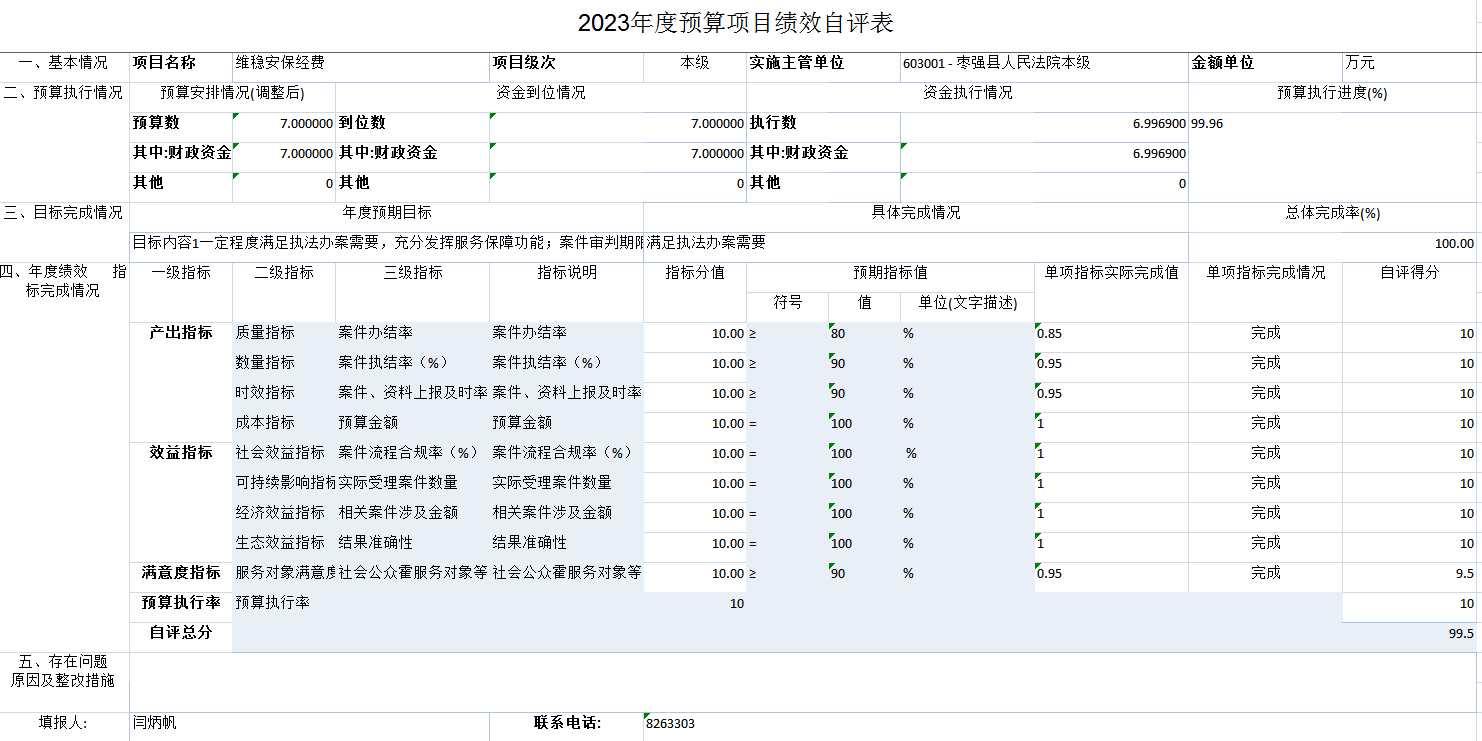 2023年度预算项目绩效自评表
一、基本情况 项目名称 维稳安保经费 项目级次 本级 实施主管单位 603001 - 枣强县人民法院本级 金额单位 万元
二、预算执行情况 预算安排情况(调整后) 资金到位情况 资金执行情况 预算执行进度(%)
预算数 7.000000 到位数 7.000000 执行数 6.996900 99.96
其中:财政资金 7.000000 其中:财政资金 7.000000 其中:财政资金 6.996900
其他 0 其他 0 其他 0
三、目标完成情况 年度预期目标 具体完成情况 总体完成率(%)
目标内容1一定程度满足执法办案需要，充分发挥服务保障功能；案件审判期限 满足执法办案需要 100.00
四、年度绩效 指标完成情况 一级指标 二级指标 三级指标 指标说明 指标分值 预期指标值 单项指标实际完成值 单项指标完成情况 自评得分
符号 值 单位(文字描述)
产出指标 质量指标 案件办结率 案件办结率 10.00 ≥ 80 % 0.85 完成 10
数量指标 案件执结率（%） 案件执结率（%） 10.00 ≥ 90 % 0.95 完成 10
时效指标 案件、资料上报及时率 案件、资料上报及时率 10.00 ≥ 90 % 0.95 完成 10
成本指标 预算金额 预算金额 10.00 = 100 % 1 完成 10
效益指标 社会效益指标 案件流程合规率（%） 案件流程合规率（%） 10.00 = 100 % 1 完成 10
可持续影响指标 实际受理案件数量 实际受理案件数量 10.00 = 100 % 1 完成 10
经济效益指标 相关案件涉及金额 相关案件涉及金额 10.00 = 100 % 1 完成 10
生态效益指标 结果准确性 结果准确性 10.00 = 100 % 1 完成 10
满意度指标 服务对象满意度 社会公众霍服务对象等 社会公众霍服务对象等 10.00 ≥ 90 % 0.95 完成 9.5
预算执行率 预算执行率 10 10
自评总分 99.5
五、存在问题
原因及整改措施
填报人: 闫炳帆 联系电话: 8263303